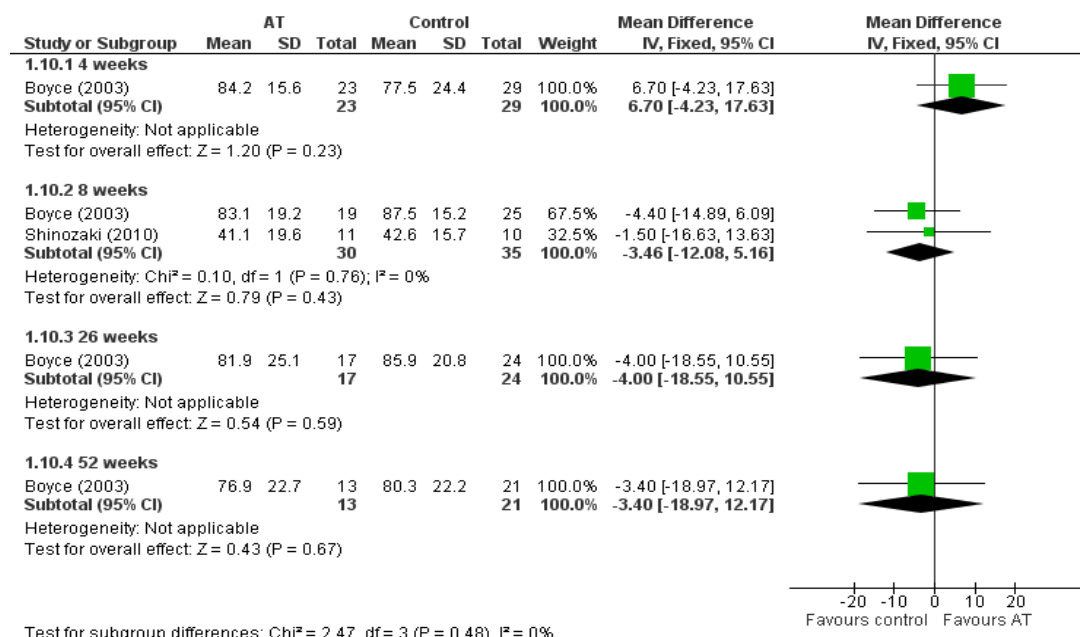 AT Control Mean Difference Mean Difference
Study or Subgroup Mean SD Total Mean SD Total Weight IV, Fixed, 95% CI IV, Fixed, 95% CI
1.10.1 4 weeks
Boyce (2003) 84.2 15.6 23 77.5 24.4 29 100.0% 6.70 [-4.23, 17.63]
Subtotal (95% CI) 23 29 100.0% 6.70 [-4.23, 17.63]
Heterogeneity: Not applicable
Test for overall effect: Z = 1.20 (P = 0.23)
1.10.2 8 weeks
Boyce (2003) 83.1 19.2 19 87.5 15.2 25 67.5% -4.40 [-14.89, 6.09]
Shinozaki (2010) 41.1 19.6 11 42.6 15.7 10 32.5% -1.50 [-16.63, 13.63]
Subtotal (95% CI) 30 35 100.0% -3.46 [-12.08, 5.16]
Heterogeneity: Chi² = 0.10, df = 1 (P = 0.76); I² = 0%
Test for overall effect: Z = 0.79 (P = 0.43)
1.10.3 26 weeks
Boyce (2003) 81.9 25.1 17 85.9 20.8 24 100.0% -4.00 [-18.55, 10.55]
Subtotal (95% CI) 17 24 100.0% -4.00 [-18.55, 10.55]
Heterogeneity: Not applicable
Test for overall effect: Z = 0.54 (P = 0.59)
1.10.4 52 weeks
Boyce (2003) 76.9 22.7 13 80.3 22.2 21 100.0% -3.40 [-18.97, 12.17]
Subtotal (95% CI) 13 21 100.0% -3.40 [-18.97, 12.17]
Heterogeneity: Not applicable
Test for overall effect: Z = 0.43 (P = 0.67)
-20 -10 0 10 20
Favours control Favours AT
Test for subgroup differences: Chi² = 2.47, df = 3 (P = 0.48), I² = 0%